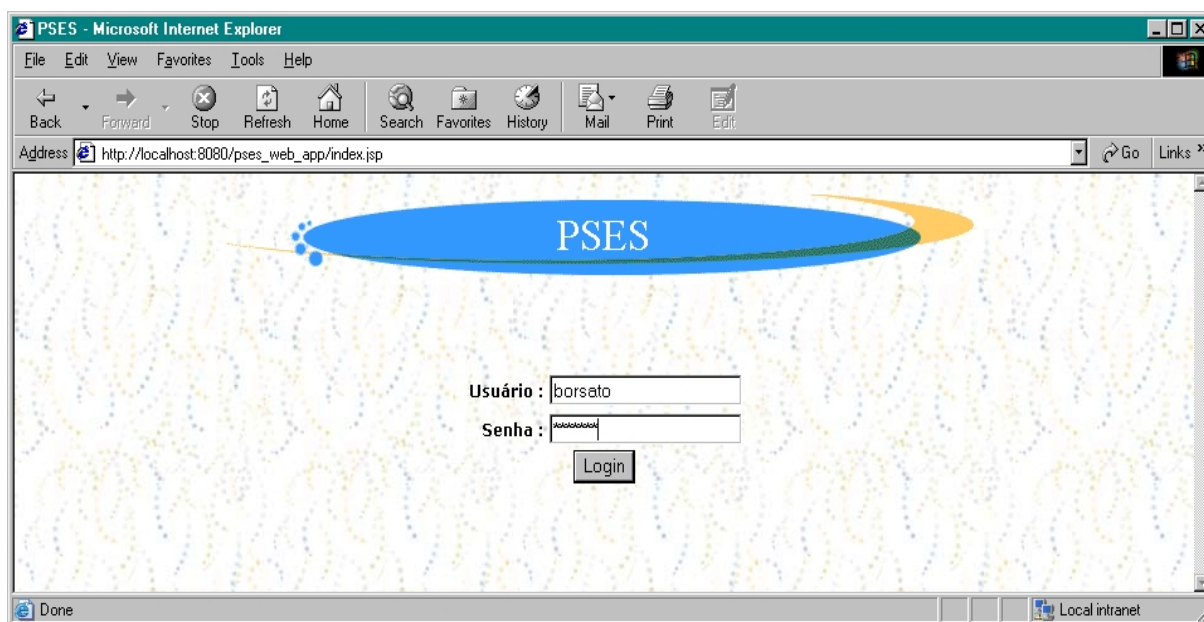 PSES - Microsoft Internet Explorer
File Edit View Favorites Tools Help
Back Forward Stop Refresh Home Search Favorites History Mail Print Edit
Address http://localhost:8080/pses_web_app/index.jsp Go Links »
PSES
Usuário : borsato
Senha : ********
Login
Done Local intranet